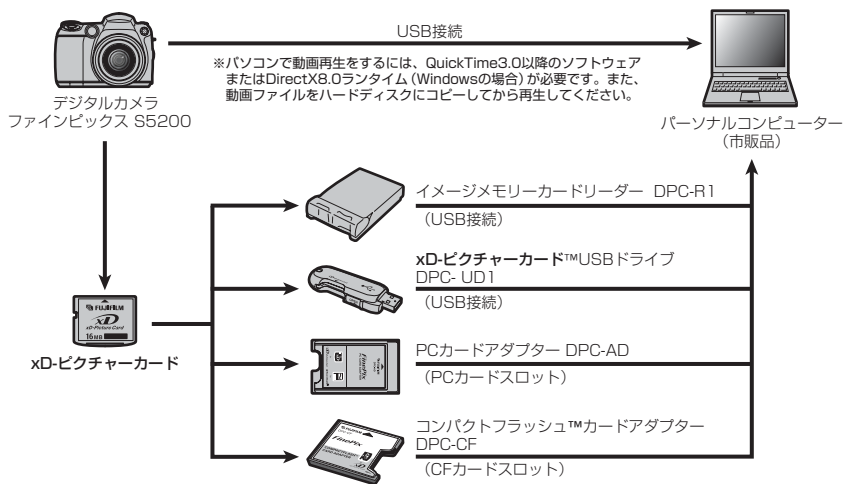 USB接続
※パソコンで動画再生をするには、QuickTime3.0以降のソフトウェア
またはDirectX8.0ランタイム（Windowsの場合）が必要です。また、
動画ファイルをハードディスクにコピーしてから再生してください。
デジタルカメラ
ファインピックス S5200
パーソナルコンピューター
（市販品）
イメージメモリーカードリーダー DPC-R1
（USB接続）
xD-ピクチャーカード™USBドライブ
DPC- UD1
（USB接続）
FUJIFILM
xD
xD-Picture Card
16MB
xD-ピクチャーカード
PCカードアダプター DPC-AD
（PCカードスロット）
FinePix
コンパクトフラッシュ™カードアダプター
DPC-CF
（CFカードスロット）
FUJIFILM
FinePix